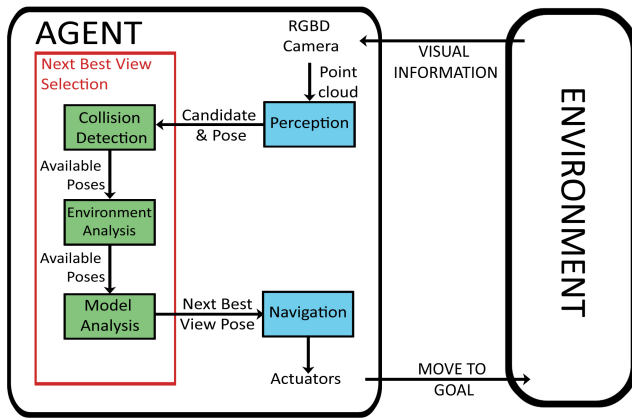 AGENT
RGBD
Camera
VISUAL
INFORMATION
Next Best View
Selection
Point
cloud
Collision
Detection
Candidate
& Pose
Perception
Available
Poses
Environment
Analysis
Available
Poses
Model
Analysis
Next Best
View Pose
Navigation
Actuators
MOVE TO
GOAL
ENVIRONMENT